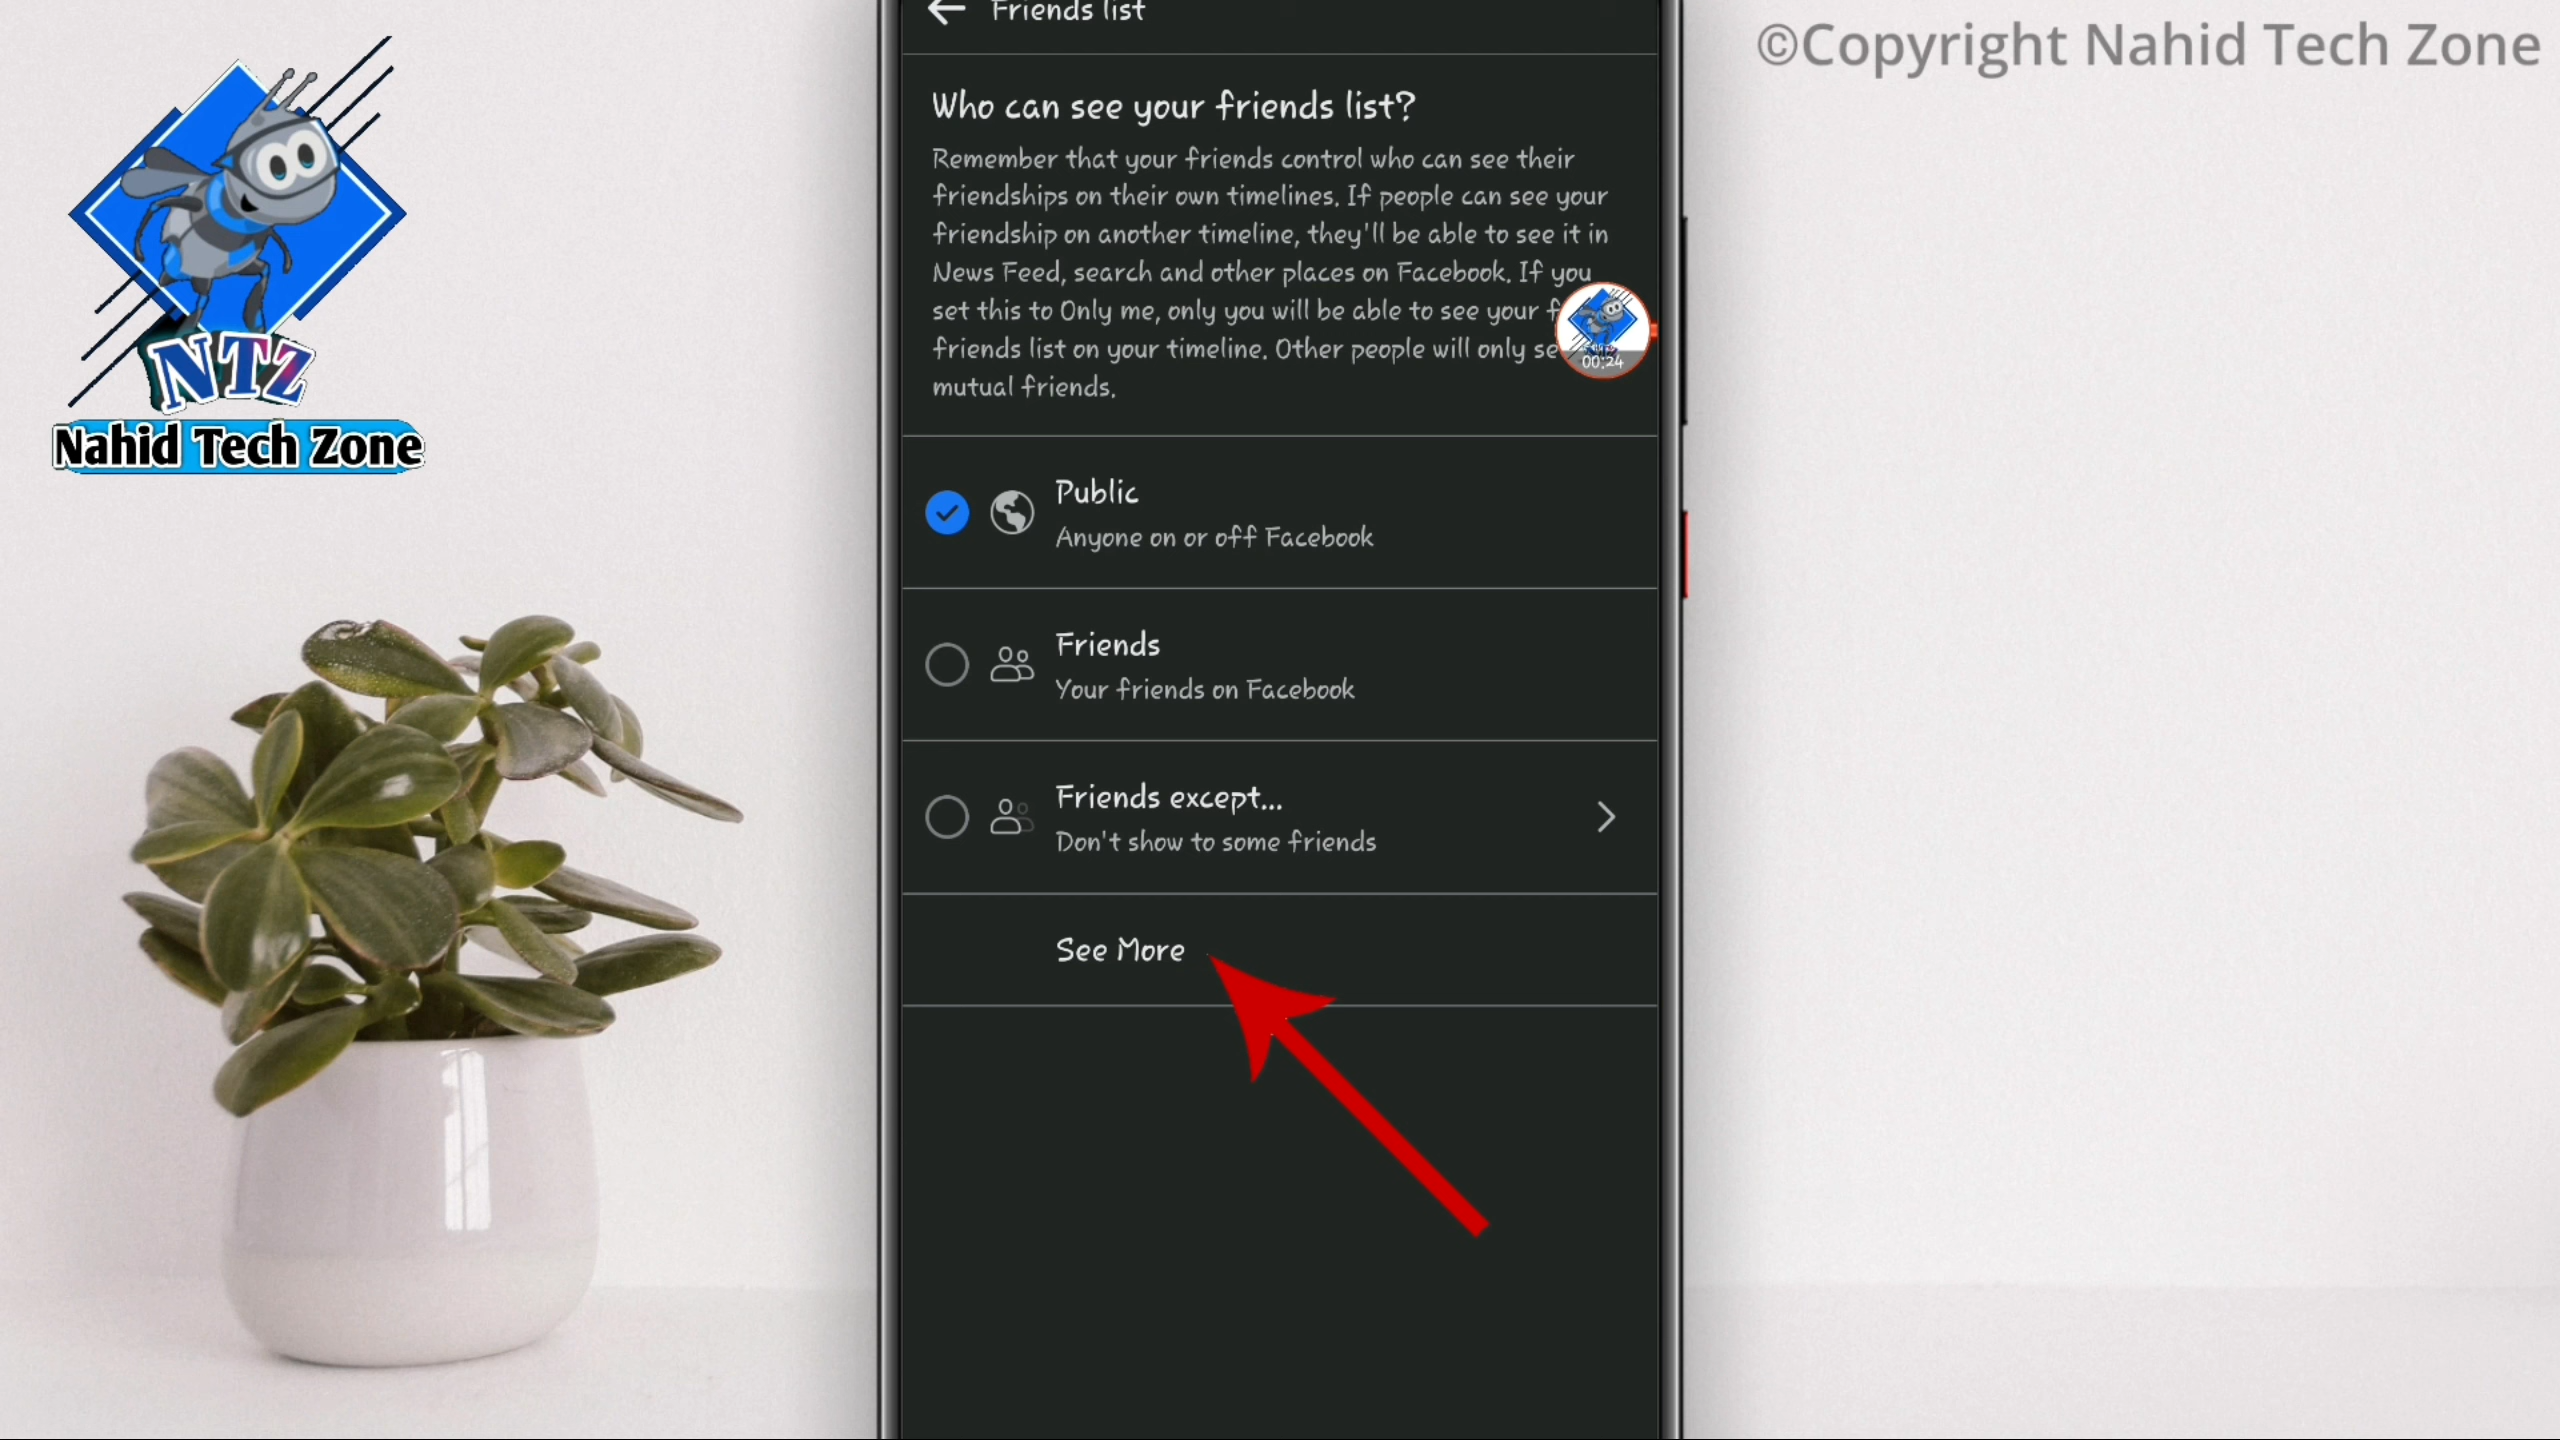 ©Copyright Nahid Tech Zone
Friends list
Who can see your friends list?
Remember that your friends control who can see their
friendships on their own timelines. If people can see your
friendship on another timeline, they'll be able to see it in
News Feed, search and other places on Facebook. If you
set this to Only me, only you will be able to see your f
friends list on your timeline. Other people will only se
mutual friends.
00:24
NTZ
Nahid Tech Zone
Public
Anyone on or off Facebook
Friends
Your friends on Facebook
Friends except...
Don't show to some friends
See More